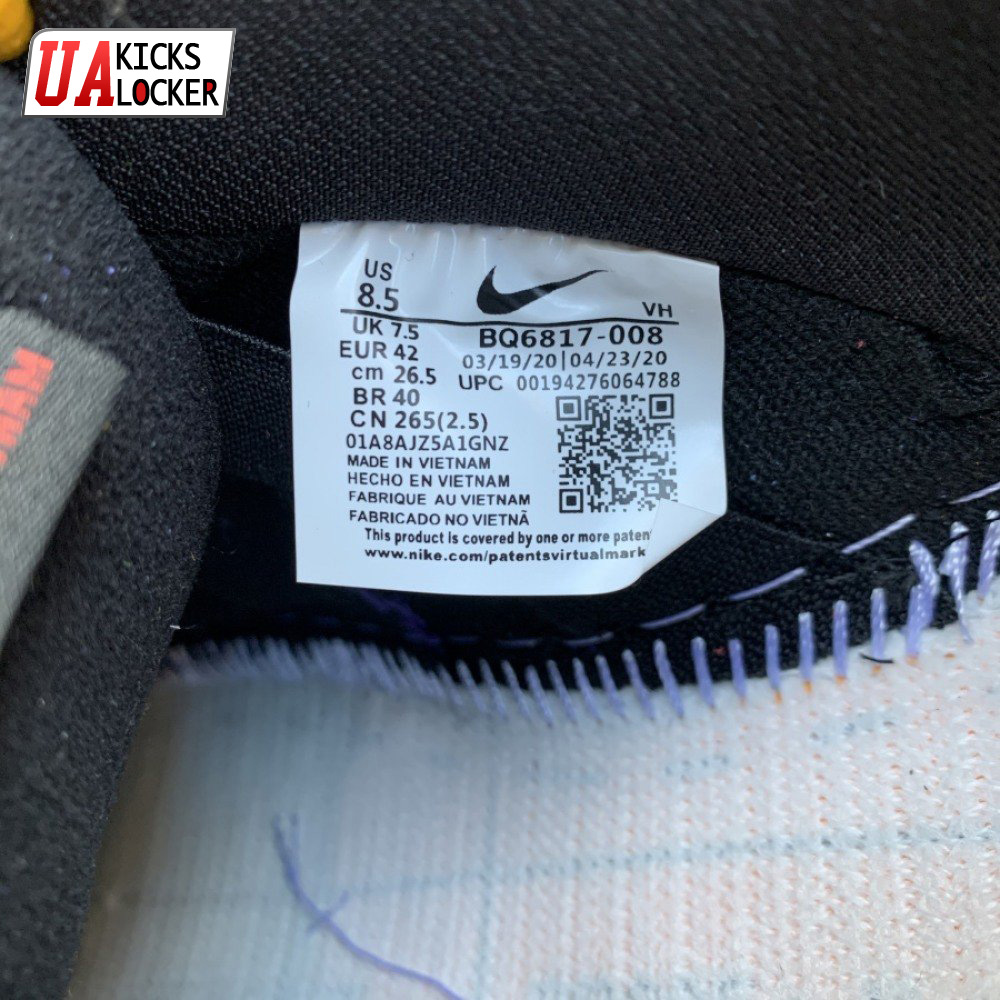 UA KICKS
LOCKER
US
8.5
VH
UK 7.5
BQ6817-008
EUR 42
03/19/20|04/23/20
cm 26.5
UPC 00194276064788
BR 40
CN 265(2.5)
01A8AJZ5A1GNZ
MADE IN VIETNAM
HECHO EN VIETNAM
FABRIQUE AU VIETNAM
FABRICADO NO VIETNÃ
This product is covered by one or more paten
www.nike.com/patentsvirtualmark